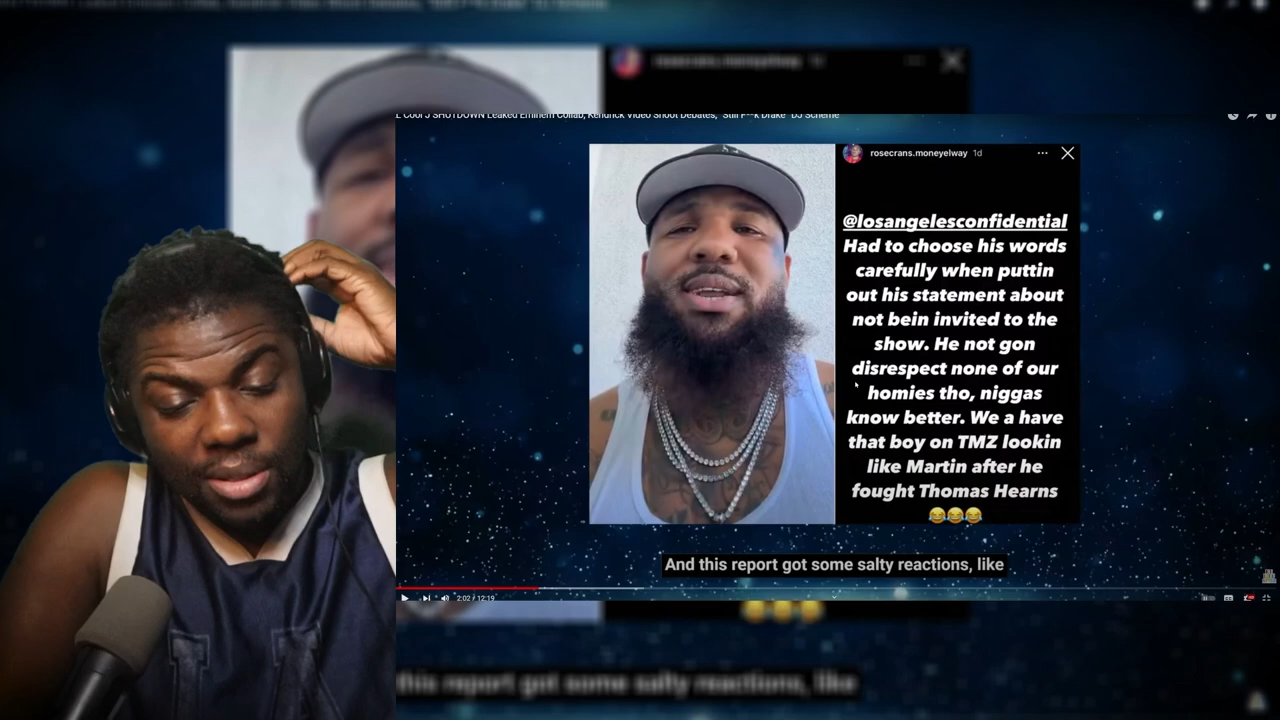 L Cool J SHUTDOWN Leaked Eminem Collab, Kendrick Video Shoot Debates, "Still F**k Drake" DJ Scheme
rosecrans.moneyelway 1d
@losangelesconfidential
Had to choose his words
carefully when puttin
out his statement about
not bein invited to the
show. He not gon
disrespect none of our
homies tho, niggas
know better. We a have
that boy on TMZ lookin
like Martin after he
fought Thomas Hearns
😂😂😂
And this report got some salty reactions, like
2:02 / 12:19
this report got some salty reactions, like